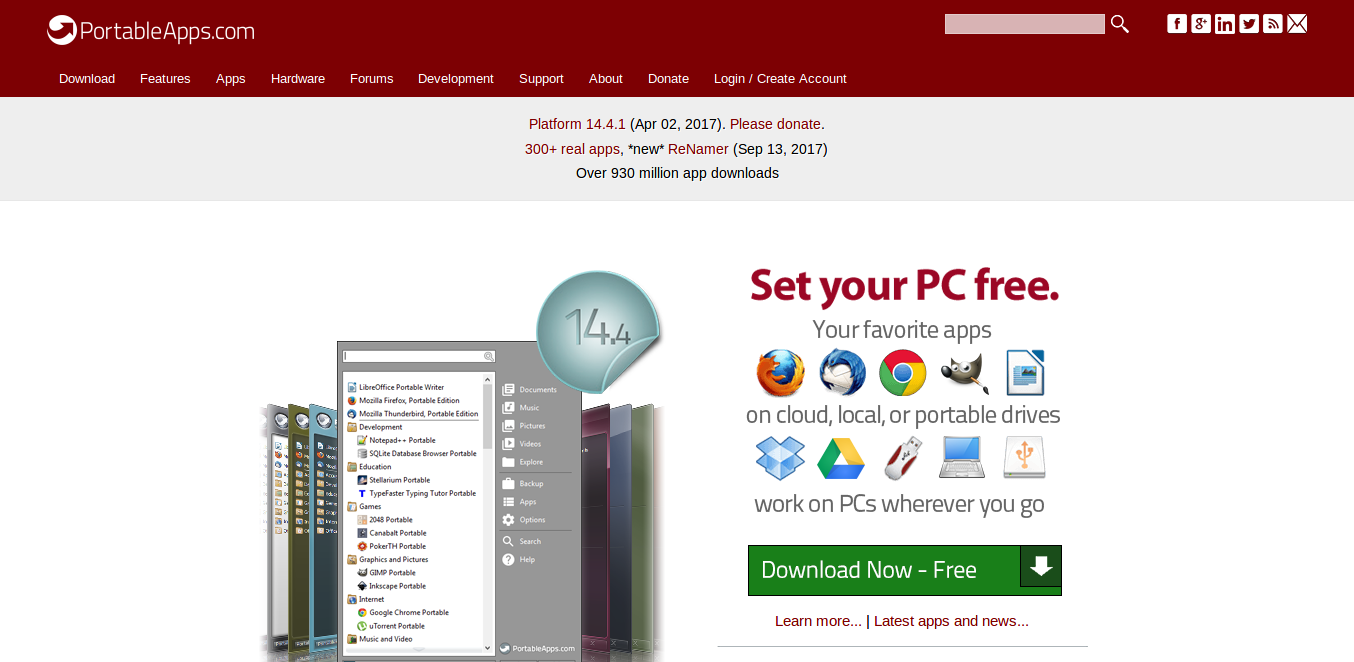 PortableApps.com
Download Features Apps Hardware Forums Development Support About Donate Login / Create Account
Platform 14.4.1 (Apr 02, 2017). Please donate.
300+ real apps, *new* ReNamer (Sep 13, 2017)
Over 930 million app downloads
14.4
LibreOffice Portable Writer
Mozilla Firefox, Portable Edition
Mozilla Thunderbird, Portable Edition
Development
Notepad++ Portable
SQLite Database Browser Portable
Education
Stellarium Portable
TypeFaster Typing Tutor Portable
Games
2048 Portable
Canabalt Portable
PokerTH Portable
Graphics and Pictures
GIMP Portable
Inkscape Portable
Internet
Google Chrome Portable
uTorrent Portable
Music and Video
Documents
Music
Pictures
Videos
Explore
Backup
Apps
Options
Search
Help
PortableApps.com
Set your PC free.
Your favorite apps
on cloud, local, or portable drives
work on PCs wherever you go
Download Now - Free
Learn more... | Latest apps and news...